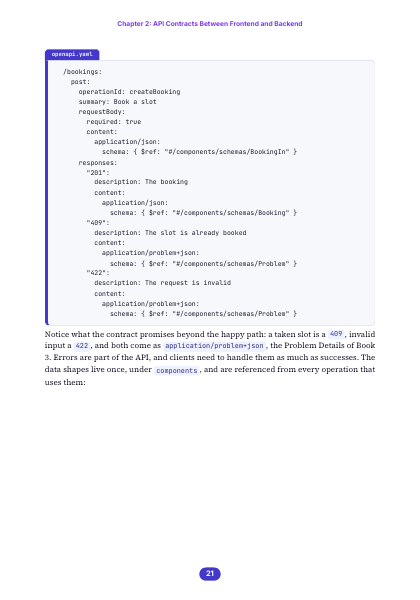 Chapter 2: API Contracts Between Frontend and Backend
openapi.yaml
/bookings:
  post:
    operationId: createBooking
    summary: Book a slot
    requestBody:
      required: true
      content:
        application/json:
          schema: { $ref: "#/components/schemas/BookingIn" }
    responses:
      "201":
        description: The booking
        content:
          application/json:
            schema: { $ref: "#/components/schemas/Booking" }
      "409":
        description: The slot is already booked
        content:
          application/problem+json:
            schema: { $ref: "#/components/schemas/Problem" }
      "422":
        description: The request is invalid
        content:
          application/problem+json:
            schema: { $ref: "#/components/schemas/Problem" }
Notice what the contract promises beyond the happy path: a taken slot is a 409, invalid
input a 422, and both come as application/problem+json, the Problem Details of Book
3. Errors are part of the API, and clients need to handle them as much as successes. The
data shapes live once, under components, and are referenced from every operation that
uses them:
21